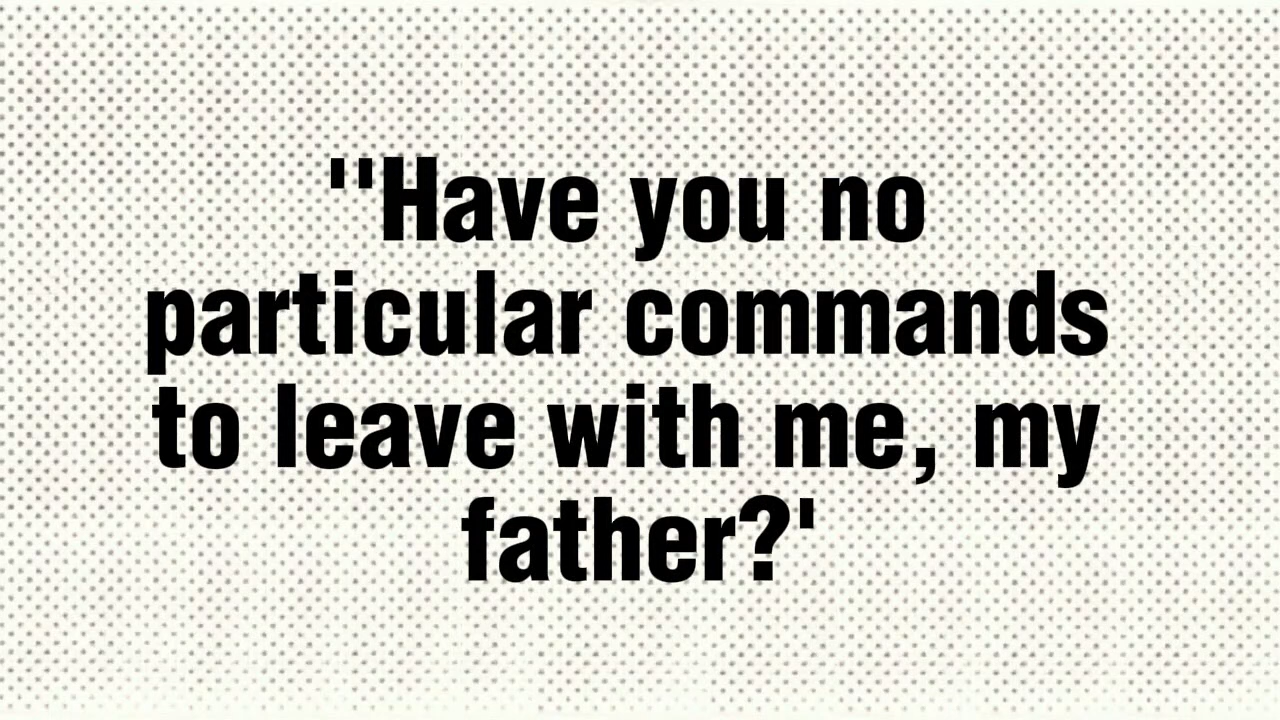 ''Have you no
particular commands
to leave with me, my
father?'